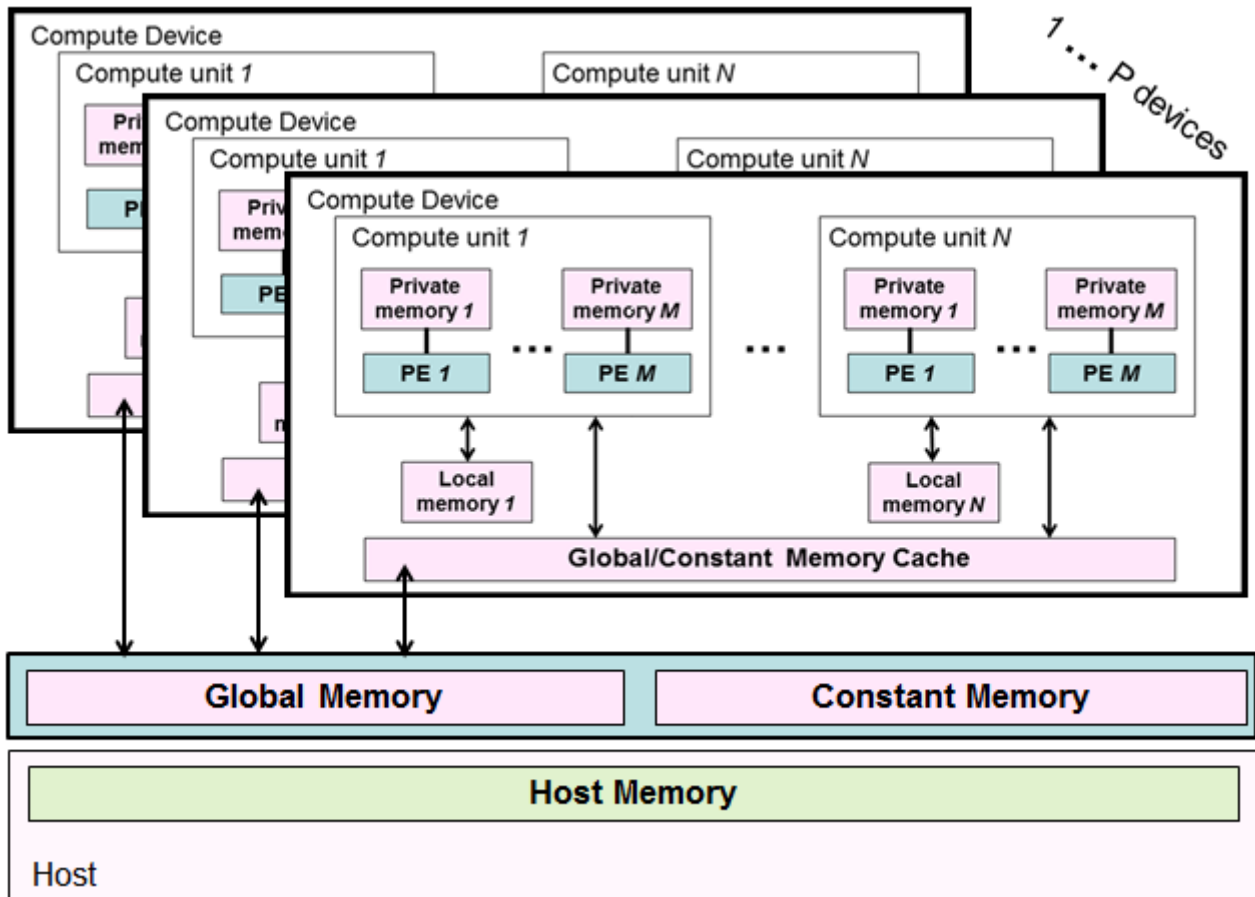 Compute Device
Compute unit 1
Compute unit N
1 ... P devices
Compute Device
Compute unit 1
Compute unit N
Compute Device
Compute unit 1
Compute unit N
Private
memory 1
Private
memory M
Private
memory 1
Private
memory M
...
...
...
PE 1
PE M
PE 1
PE M
Local
memory 1
Local
memory N
Global/Constant Memory Cache
Global Memory
Constant Memory
Host Memory
Host